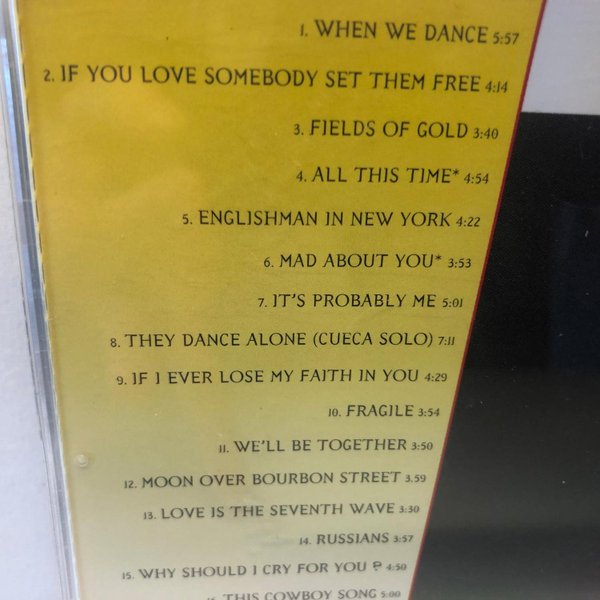 1. WHEN WE DANCE 5:57
2. IF YOU LOVE SOMEBODY SET THEM FREE 4:14
3. FIELDS OF GOLD 3:40
4. ALL THIS TIME* 4:54
5. ENGLISHMAN IN NEW YORK 4:22
6. MAD ABOUT YOU* 3:53
7. IT'S PROBABLY ME 5:01
8. THEY DANCE ALONE (CUECA SOLO) 7:11
9. IF I EVER LOSE MY FAITH IN YOU 4:29
10. FRAGILE 3:54
11. WE'LL BE TOGETHER 3:50
12. MOON OVER BOURBON STREET 3.59
13. LOVE IS THE SEVENTH WAVE 3:30
14. RUSSIANS 3:57
15. WHY SHOULD I CRY FOR YOU ? 4:50
THIS COWBOY SONG 5:00